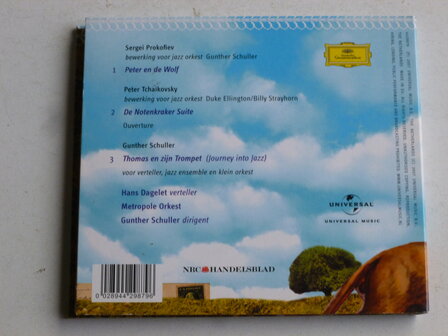 Sergei Prokofiev
bewerking voor jazz orkest Gunther Schuller
1 Peter en de Wolf
Peter Tchaikovsky
bewerking voor jazz orkest Duke Ellington/Billy Strayhorn
2 De Notenkraker Suite
Ouverture
Gunther Schuller
3 Thomas en zijn Trompet (Journey into Jazz)
voor verteller, jazz ensemble en klein orkest
Hans Dagelet verteller
Metropole Orkest
Gunther Schuller dirigent
UNIVERSAL
UNIVERSAL MUSIC
NRC HANDELSBLAD
0 028944 298796